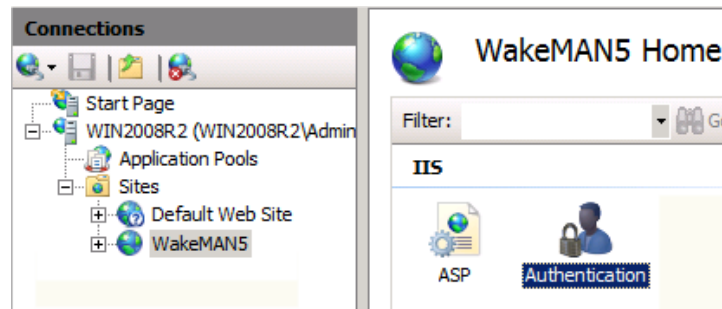 Connections
Start Page
WIN2008R2 (WIN2008R2\Admin
Application Pools
Sites
Default Web Site
WakeMAN5
WakeMAN5 Home
Filter:
IIS
ASP
Authentication